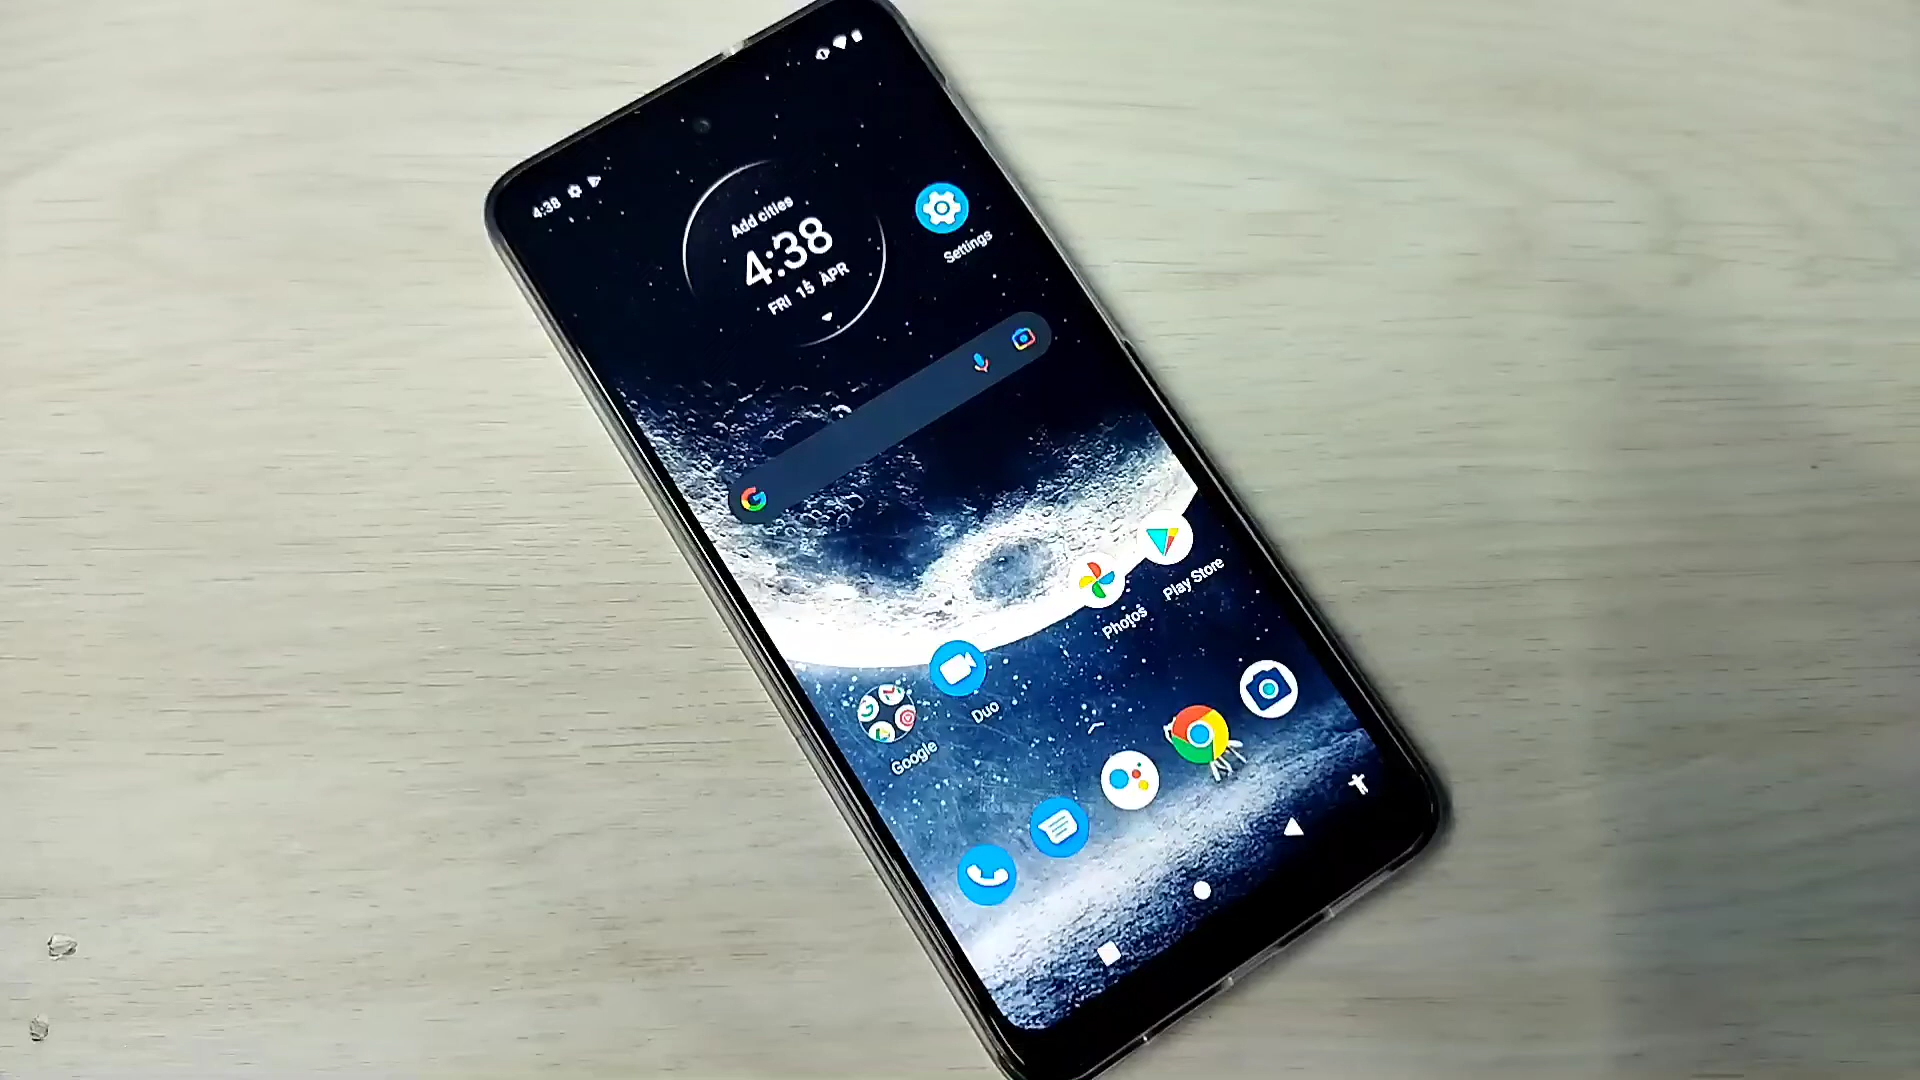 4:38
Add cities
4:38
FRI 15 APR
Settings
Play Store
Photos
Duo
Google